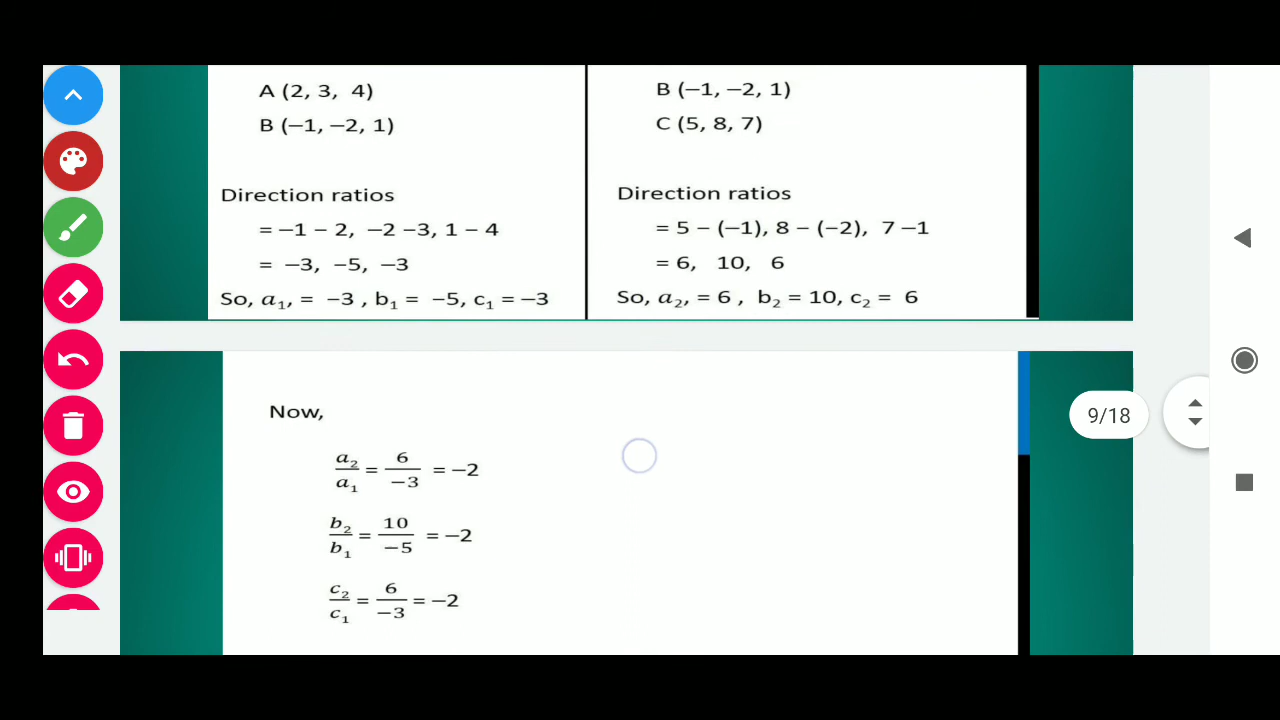 A (2, 3, 4)
B (−1, −2, 1)
Direction ratios
= −1 − 2, −2 −3, 1 − 4
= −3, −5, −3
So, a₁, = −3 , b₁ = −5, c₁ = −3
B (−1, −2, 1)
C (5, 8, 7)
Direction ratios
= 5 − (−1), 8 − (−2), 7 −1
= 6, 10, 6
So, a₂, = 6 , b₂ = 10, c₂ = 6
Now,
a₂/a₁ = 6/−3 = −2
b₂/b₁ = 10/−5 = −2
c₂/c₁ = 6/−3 = −2
9/18